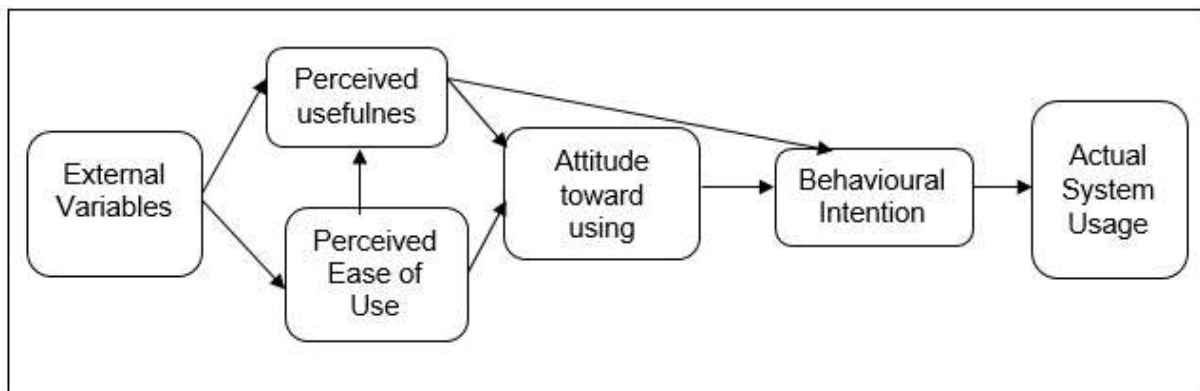 External
Variables
Perceived
usefulnes
Perceived
Ease of
Use
Attitude
toward
using
Behavioural
Intention
Actual
System
Usage